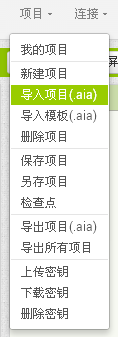 项目 连接
我的项目
新建项目
导入项目(.aia)
导入模板(.aia)
删除项目
保存项目
另存项目
检查点
导出项目(.aia)
导出所有项目
上传密钥
下载密钥
删除密钥
屏